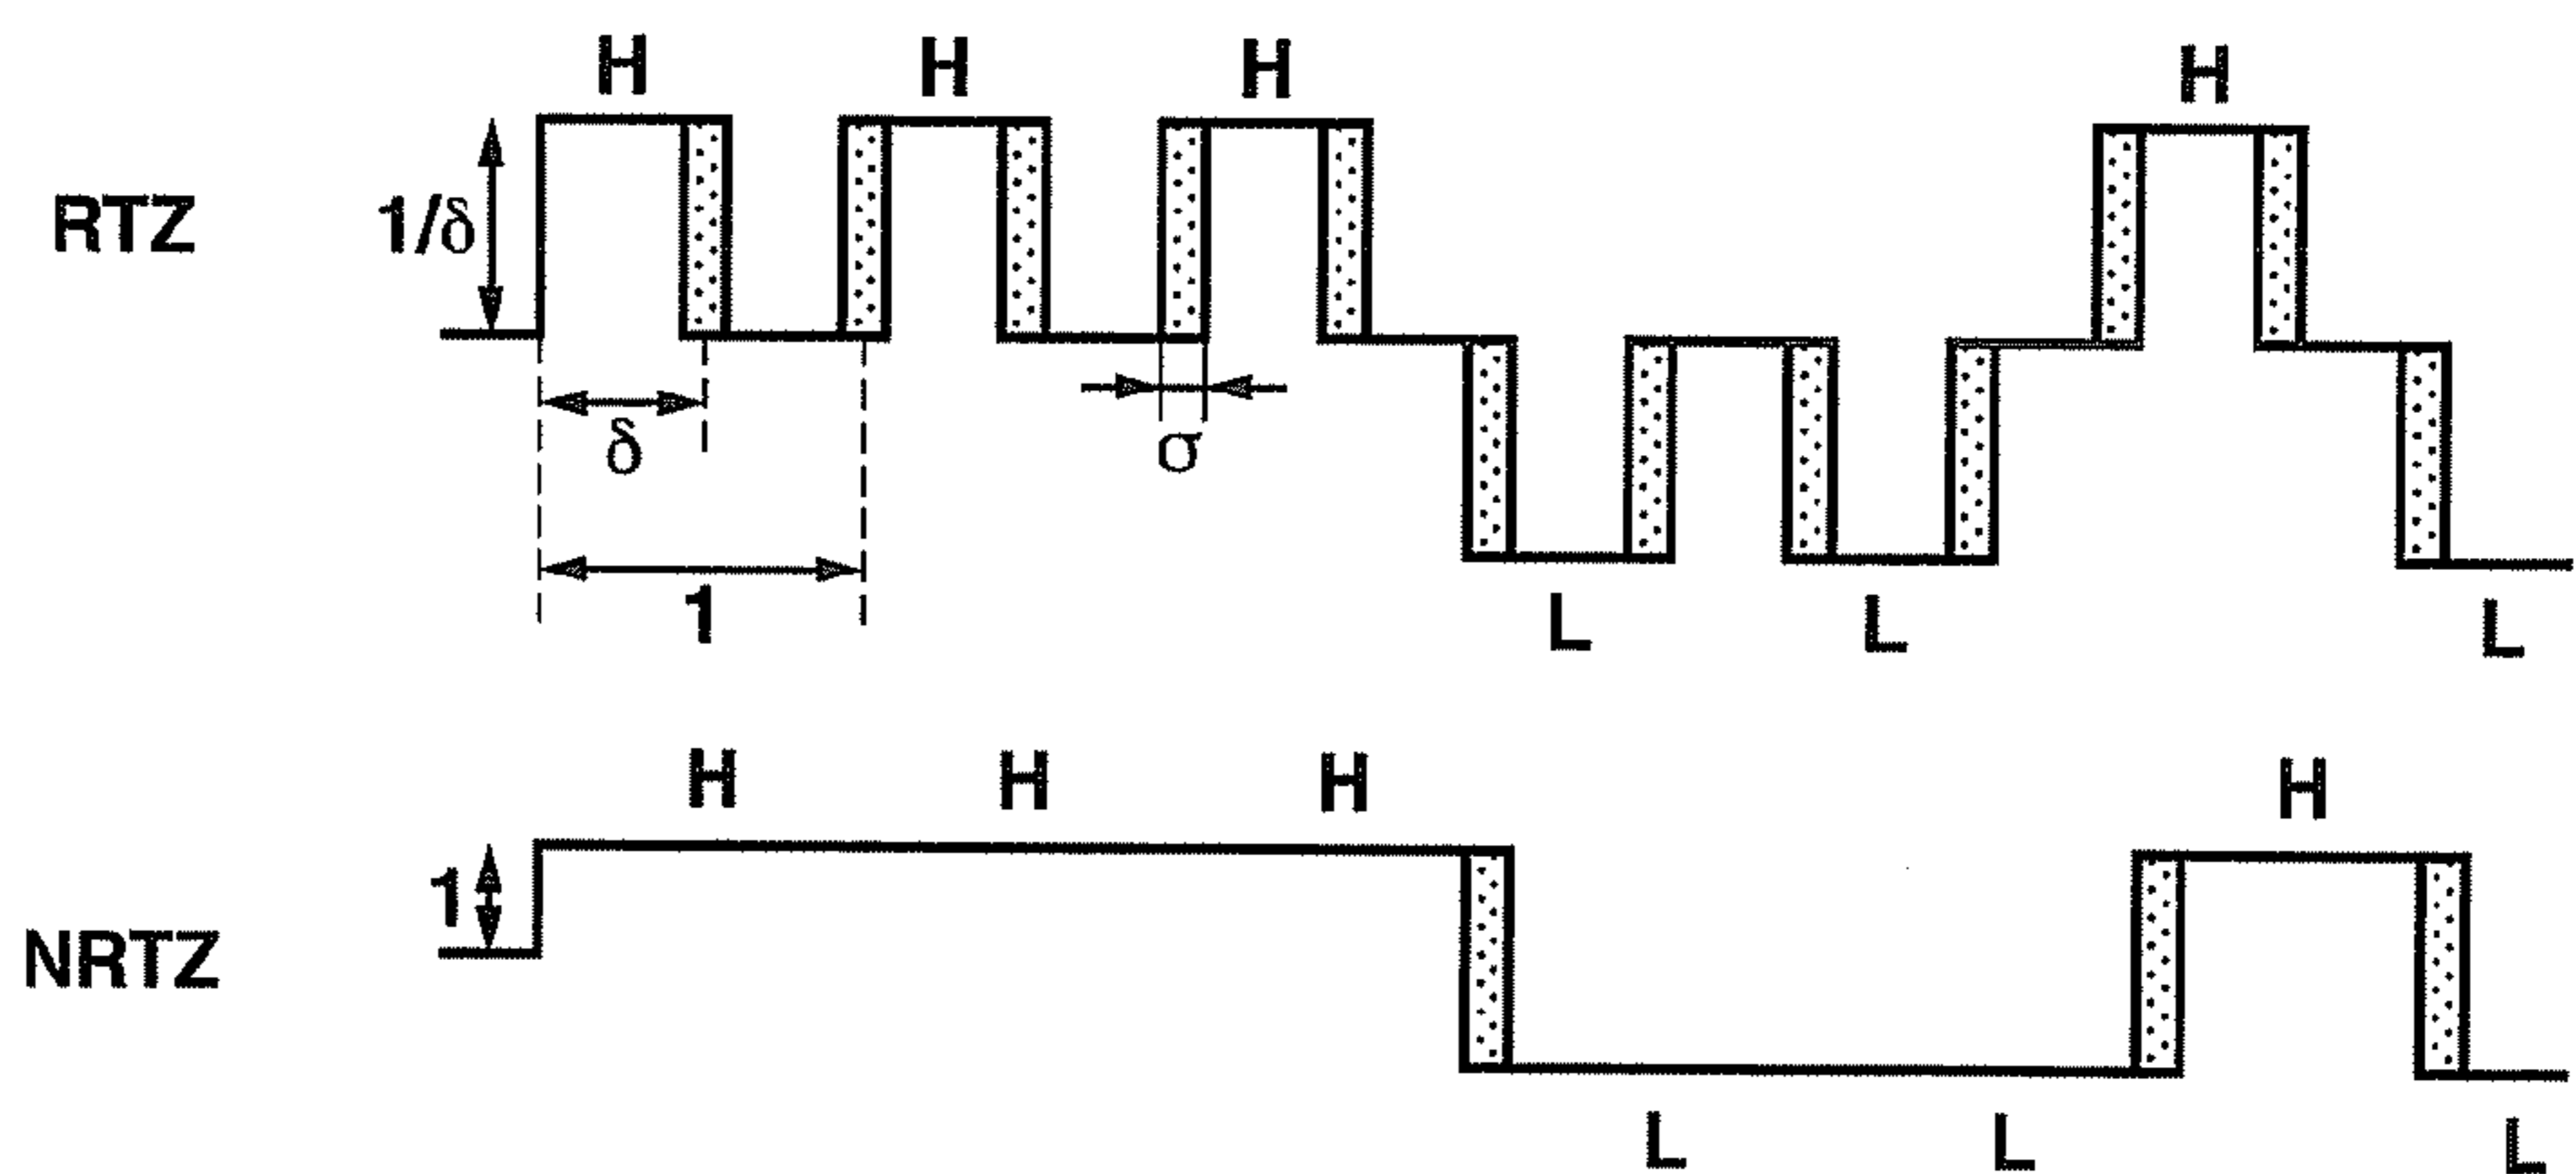 H H H H
RTZ 1/δ
δ σ
1 L L L
H H H H
1
NRTZ
L L L